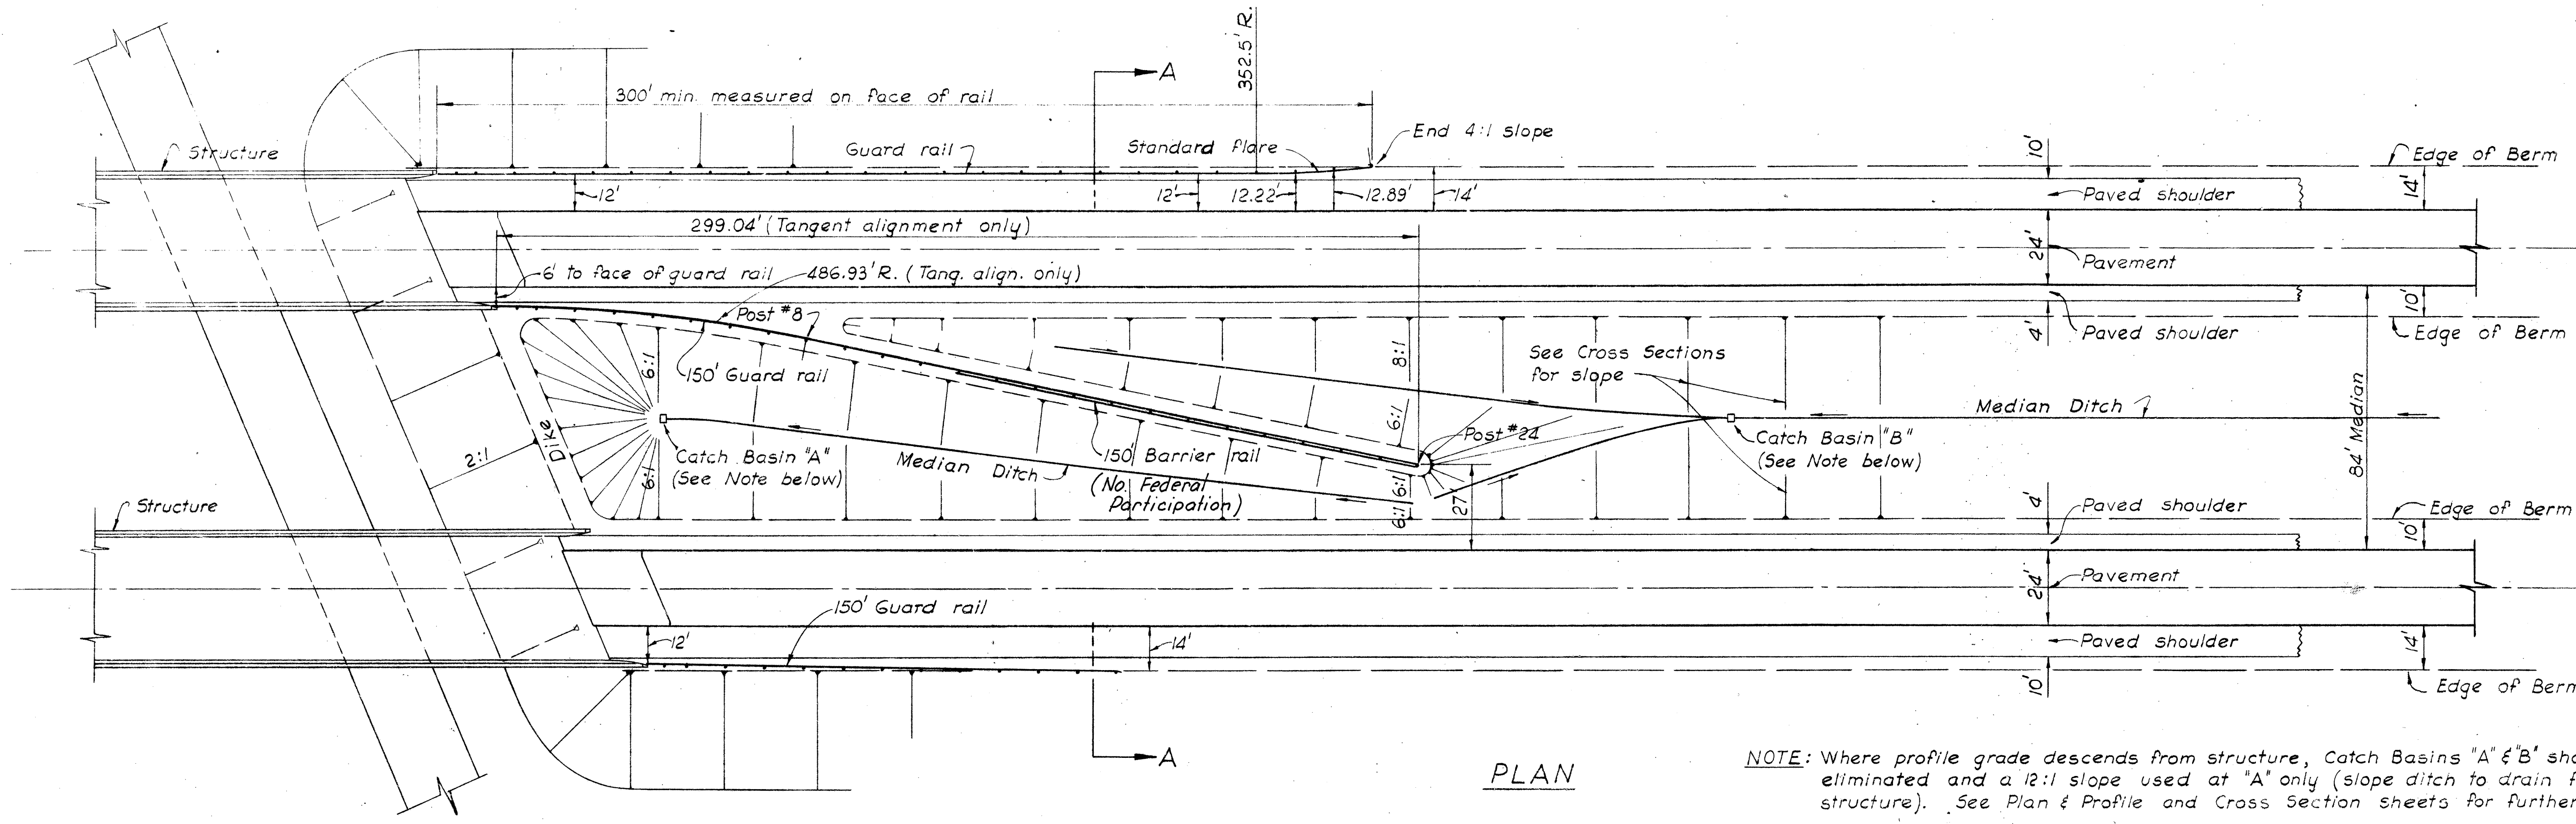 352.5' R.
A
300' min. measured on face of rail
End 4:1 slope
Structure
Guard rail
Standard flare
10'
Edge of Berm
14'
12'
12'
12.22'
12.89'
14'
Paved shoulder
299.04' (Tangent alignment only)
24'
Pavement
6' to face of guard rail
486.93' R. (Tang. align. only)
10'
Post #8
4'
Paved shoulder
Edge of Berm
6:1
8:1
See Cross Sections
for slope
150' Guard rail
84' Median
Median Ditch
6:1
Post #24
Dike
2:1
Catch Basin "A"
(See Note below)
6:1
Median Ditch
150' Barrier rail
(No Federal
Participation)
6:1
6:1
27'
Catch Basin "B"
(See Note below)
Structure
4'
Paved shoulder
Edge of Berm
10'
24'
Pavement
150' Guard rail
12'
14'
Paved shoulder
14'
10'
Edge of Berm
A
PLAN
NOTE: Where profile grade descends from structure, Catch Basins "A" & "B"
eliminated and a 12:1 slope used at "A" only (slope ditch to drain
structure). See Plan & Profile and Cross Section sheets for further